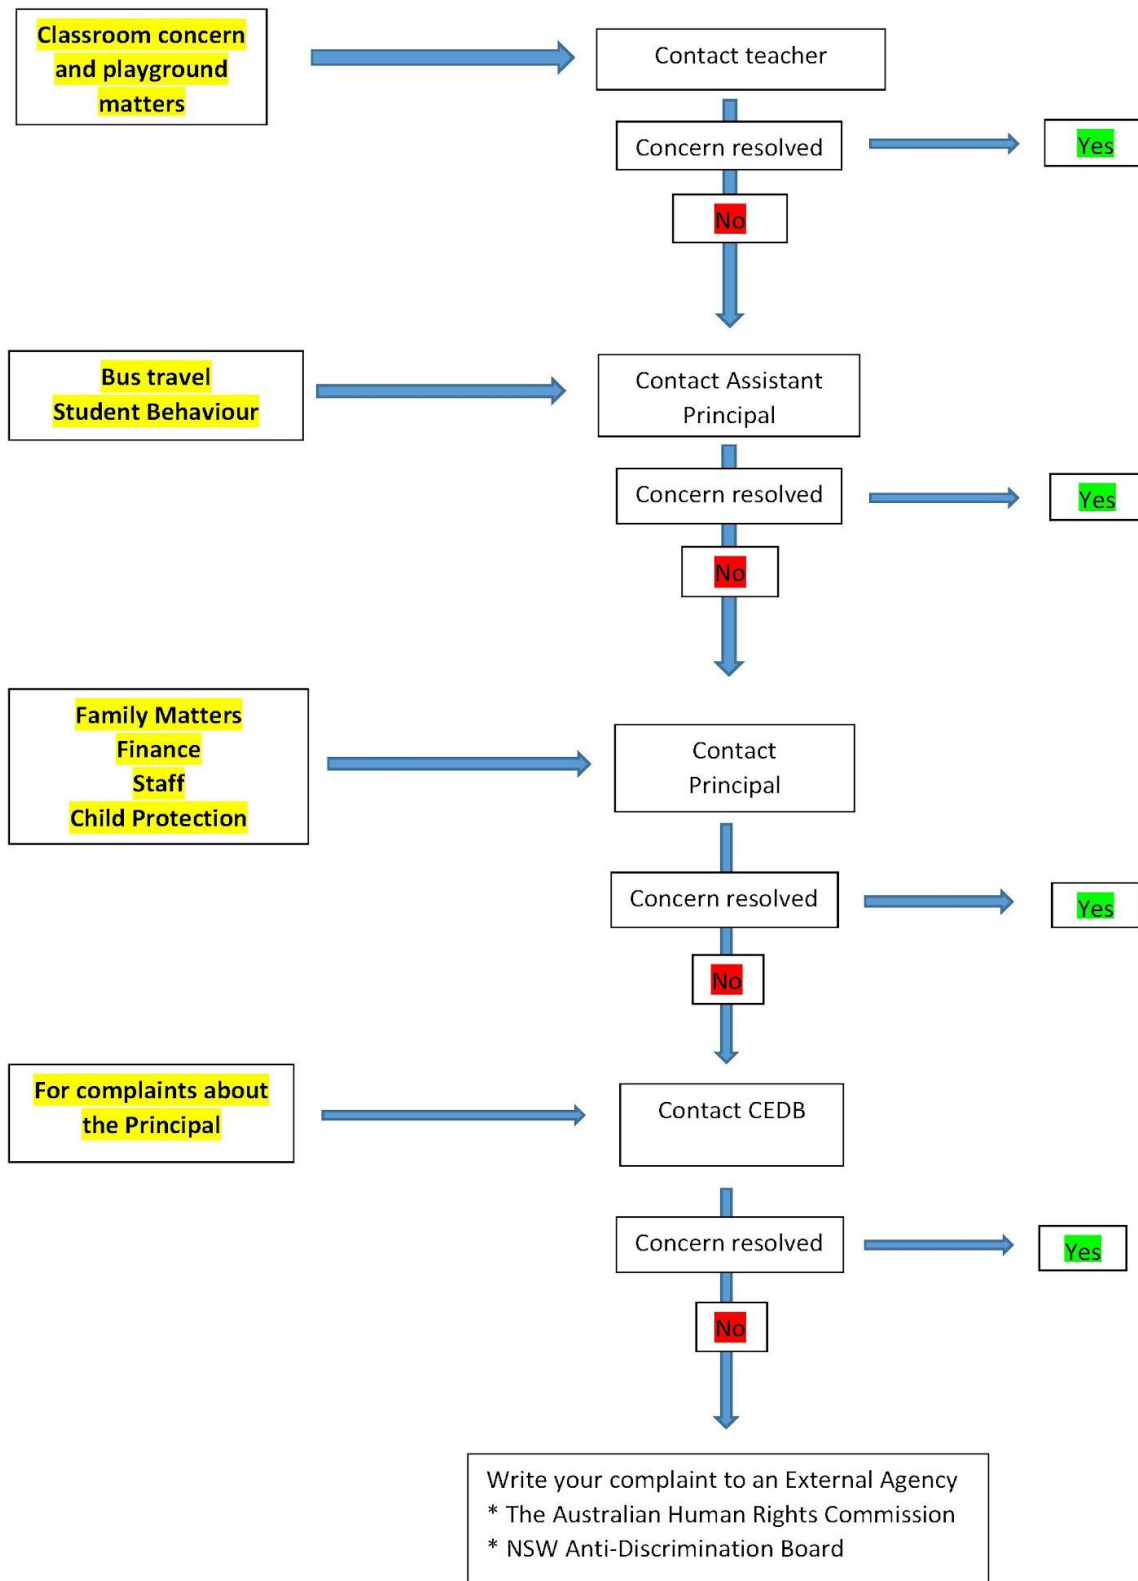 Classroom concern
and playground
matters
Contact teacher
Concern resolved
Yes
No
Bus travel
Student Behaviour
Contact Assistant
Principal
Concern resolved
Yes
No
Family Matters
Finance
Staff
Child Protection
Contact
Principal
Concern resolved
Yes
No
For complaints about
the Principal
Contact CEDB
Concern resolved
Yes
No
Write your complaint to an External Agency
* The Australian Human Rights Commission
* NSW Anti-Discrimination Board